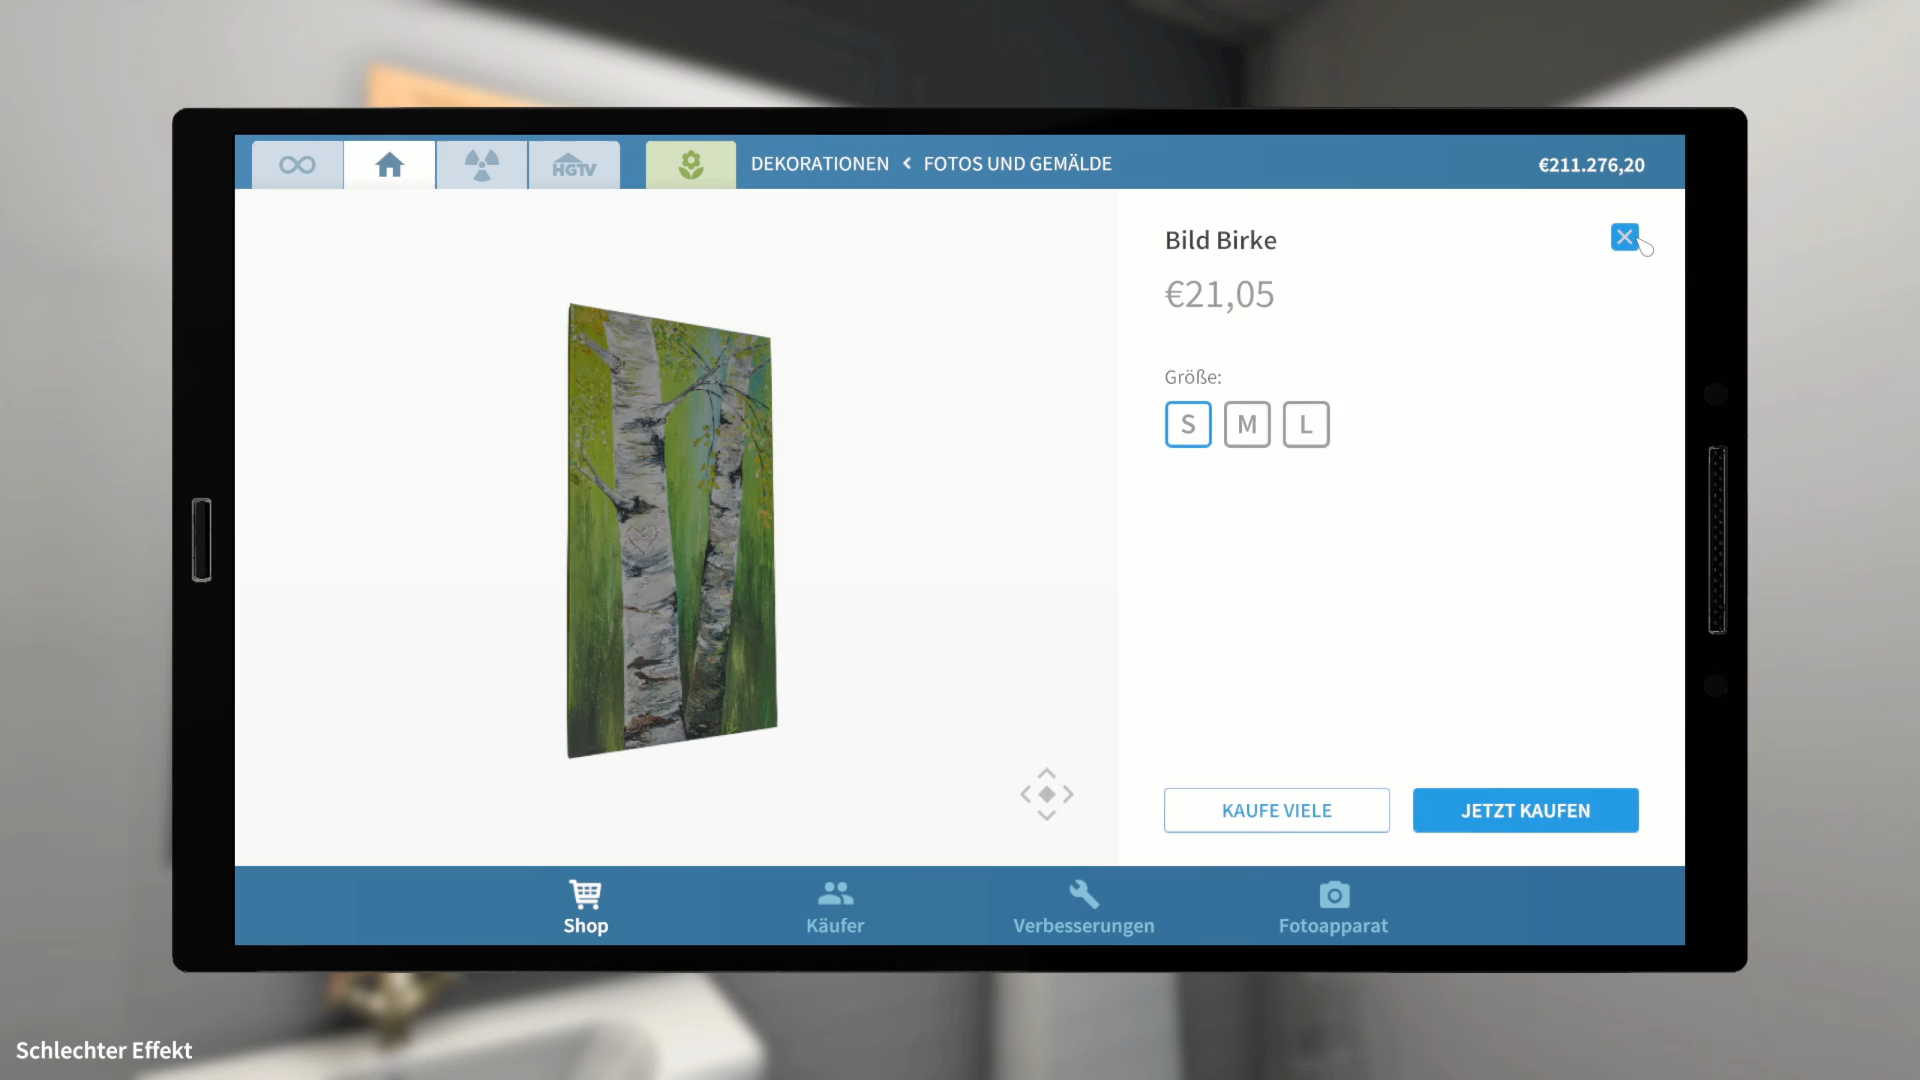 HGTV
DEKORATIONEN < FOTOS UND GEMÄLDE
€211.276,20
Bild Birke
€21,05
Größe:
S M L
KAUFE VIELE
JETZT KAUFEN
Shop
Käufer
Verbesserungen
Fotoapparat
Schlechter Effekt